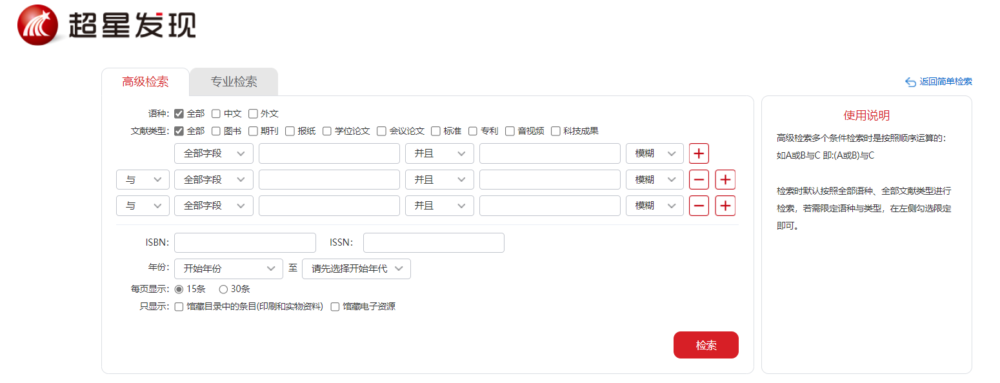 超星发现
高级检索 专业检索
返回简单检索
语种: 全部 中文 外文
文献类型: 全部 图书 期刊 报纸 学位论文 会议论文 标准 专利 音视频 科技成果
全部字段 并且 模糊
与 全部字段 并且 模糊
与 全部字段 并且 模糊
ISBN: ISSN:
年份: 开始年份 至 请先选择开始年代
每页显示: 15条 30条
只显示: 馆藏目录中的条目(印刷和实物资料) 馆藏电子资源
检索
使用说明
高级检索多个条件检索时是按照顺序运算的:
如A或B与C 即:(A或B)与C
检索时默认按照全部语种、全部文献类型进行
检索，若需限定语种与类型，在左侧勾选限定
即可。